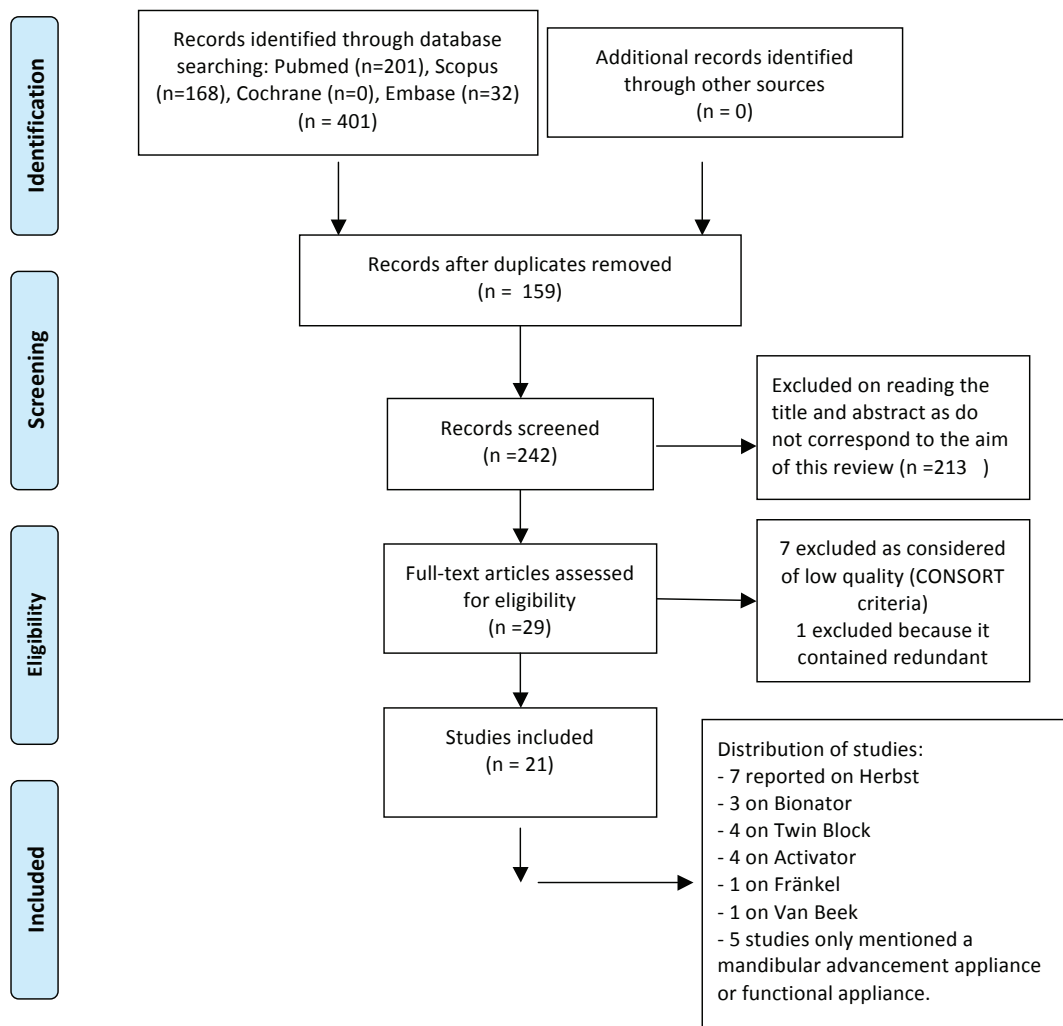 Identification
Records identified through database
searching: Pubmed (n=201), Scopus
(n=168), Cochrane (n=0), Embase (n=32)
(n = 401)
Additional records identified
through other sources
(n = 0)
Records after duplicates removed
(n = 159)
Screening
Records screened
(n =242)
Excluded on reading the
title and abstract as do
not correspond to the aim
of this review (n =213 )
Eligibility
Full-text articles assessed
for eligibility
(n =29)
7 excluded as considered
of low quality (CONSORT
criteria)
1 excluded because it
contained redundant
Studies included
(n = 21)
Included
Distribution of studies:
- 7 reported on Herbst
- 3 on Bionator
- 4 on Twin Block
- 4 on Activator
- 1 on Fränkel
- 1 on Van Beek
- 5 studies only mentioned a
mandibular advancement appliance
or functional appliance.